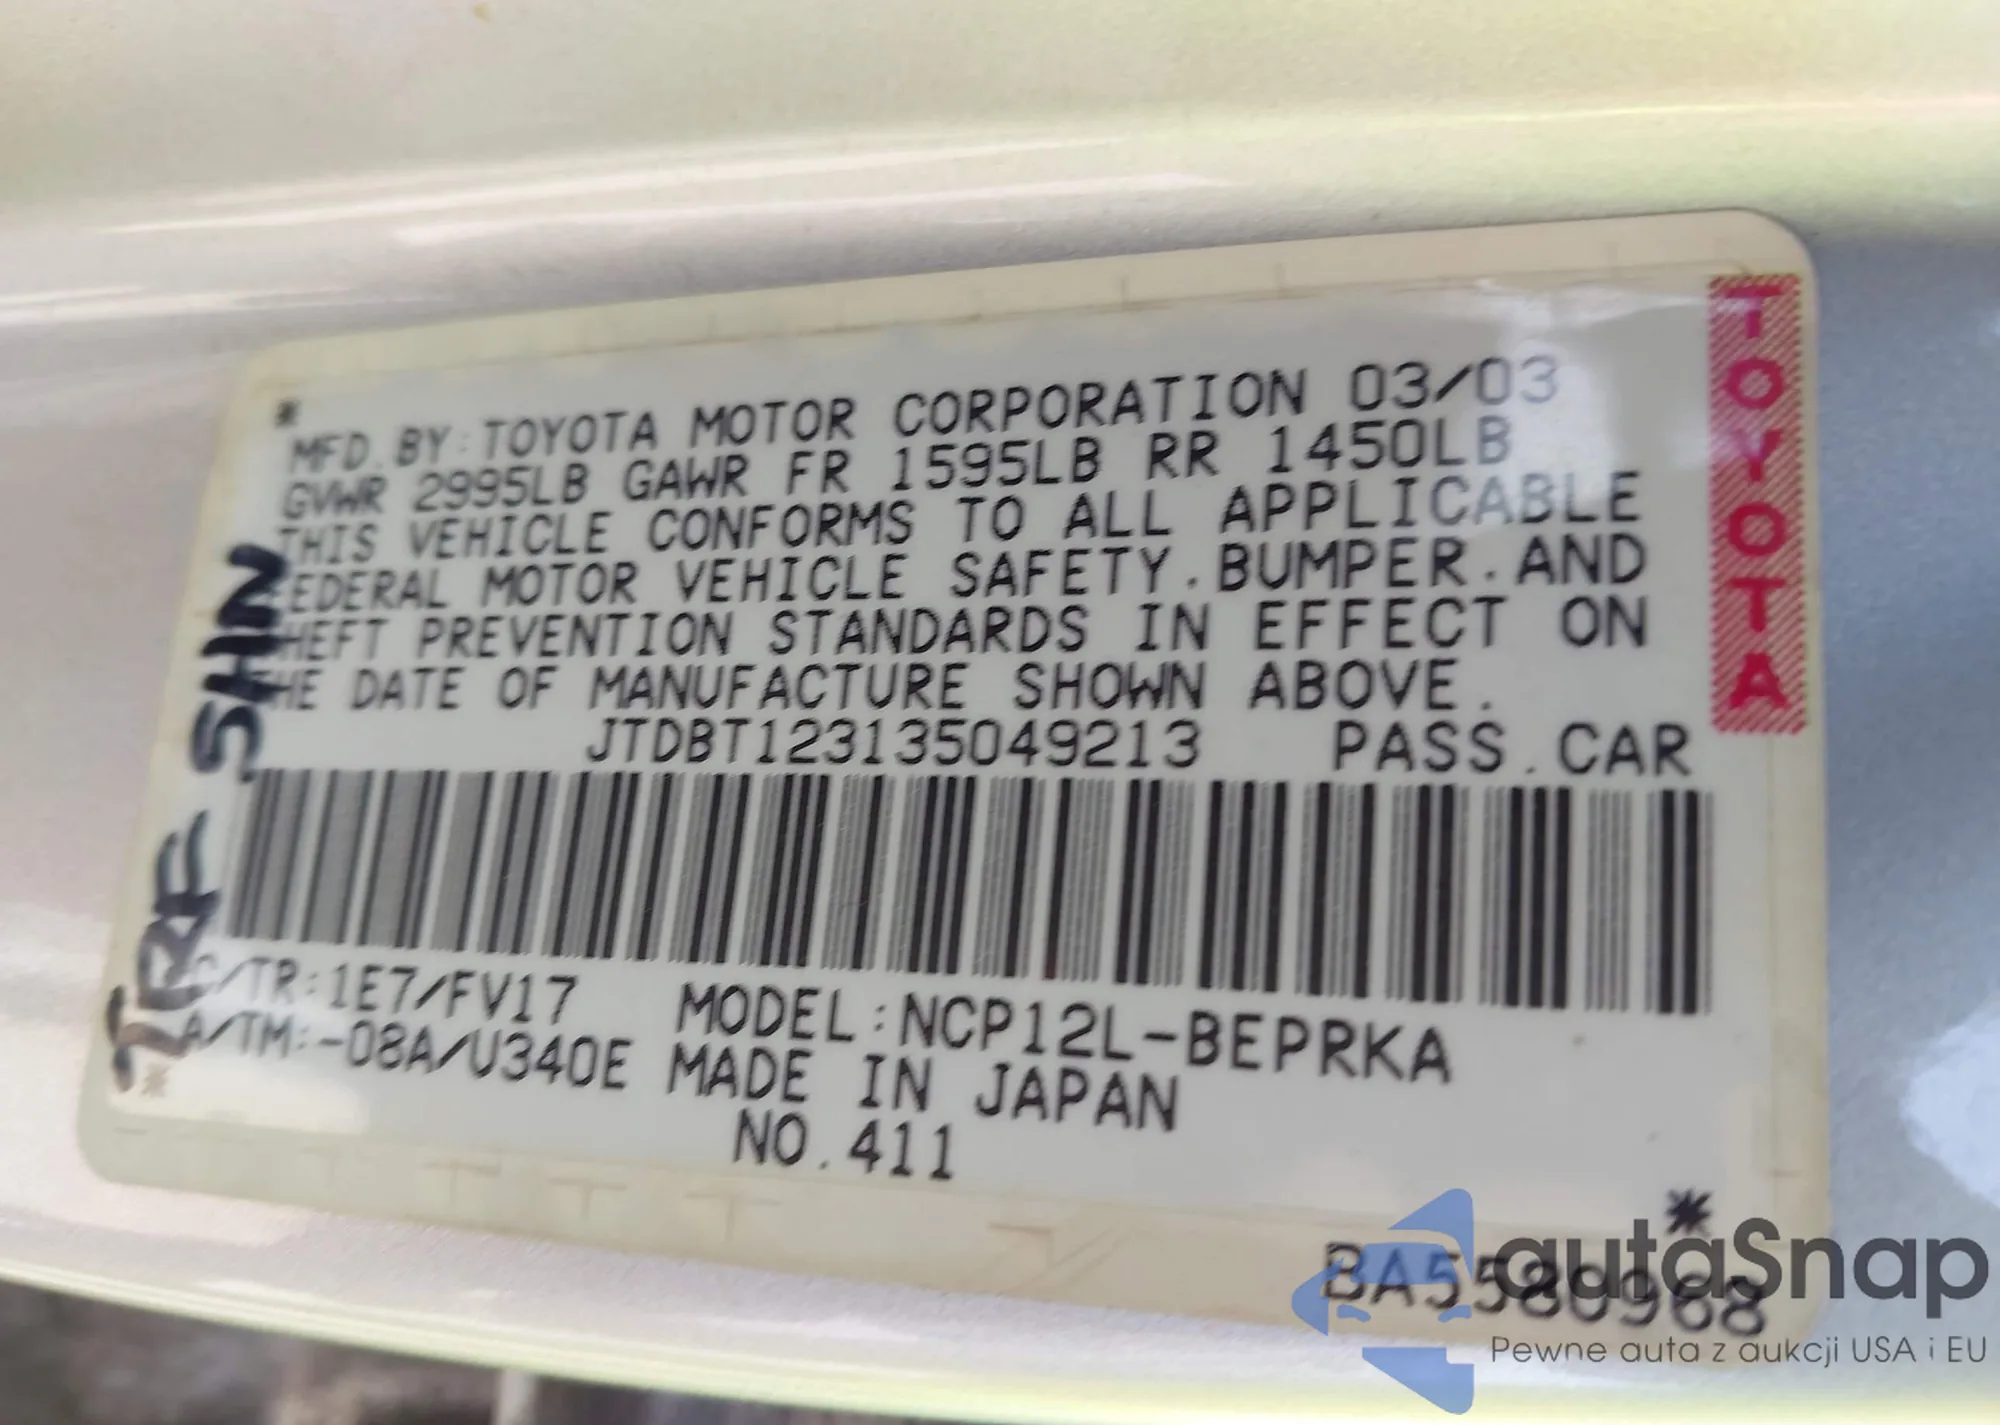 *
MFD. BY: TOYOTA MOTOR CORPORATION 03/03
GVWR 2995LB GAWR FR 1595LB RR 1450LB
THIS VEHICLE CONFORMS TO ALL APPLICABLE
FEDERAL MOTOR VEHICLE SAFETY. BUMPER. AND
THEFT PREVENTION STANDARDS IN EFFECT ON
THE DATE OF MANUFACTURE SHOWN ABOVE.
JTDBT123135049213 PASS. CAR
C/TR: 1E7/FV17 MODEL: NCP12L-BEPRKA
A/TM: -08A/U340E MADE IN JAPAN
NO. 411
*
*
BA5580968
TOYOTA
SHIN
autaSnap
Pewne auta z aukcji USA i EU